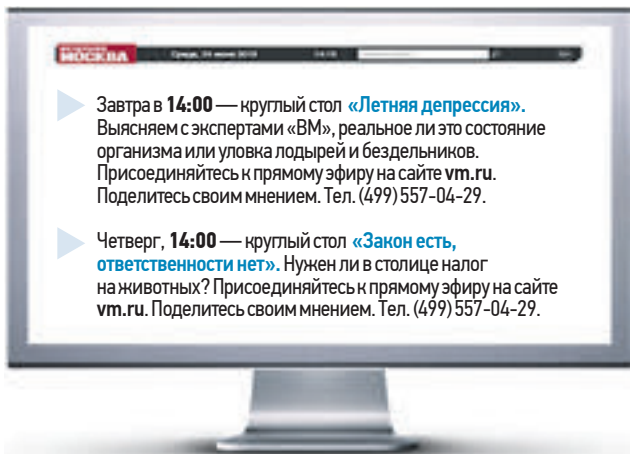 МОСКВА
Завтра в 14:00 — круглый стол «Летняя депрессия».
Выясняем с экспертами «ВМ», реальное ли это состояние
организма или уловка лодырей и бездельников.
Присоединяйтесь к прямому эфиру на сайте vm.ru.
Поделитесь своим мнением. Тел. (499) 557-04-29.
Четверг, 14:00 — круглый стол «Закон есть,
ответственности нет». Нужен ли в столице налог
на животных? Присоединяйтесь к прямому эфиру на сайте
vm.ru. Поделитесь своим мнением. Тел. (499) 557-04-29.